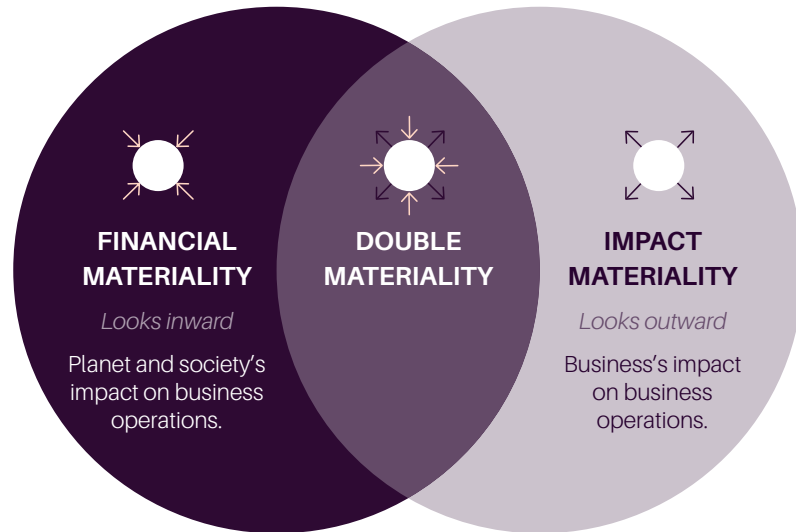 FINANCIAL
MATERIALITY
Looks inward
Planet and society's
impact on business
operations.
DOUBLE
MATERIALITY
IMPACT
MATERIALITY
Looks outward
Business's impact
on business
operations.